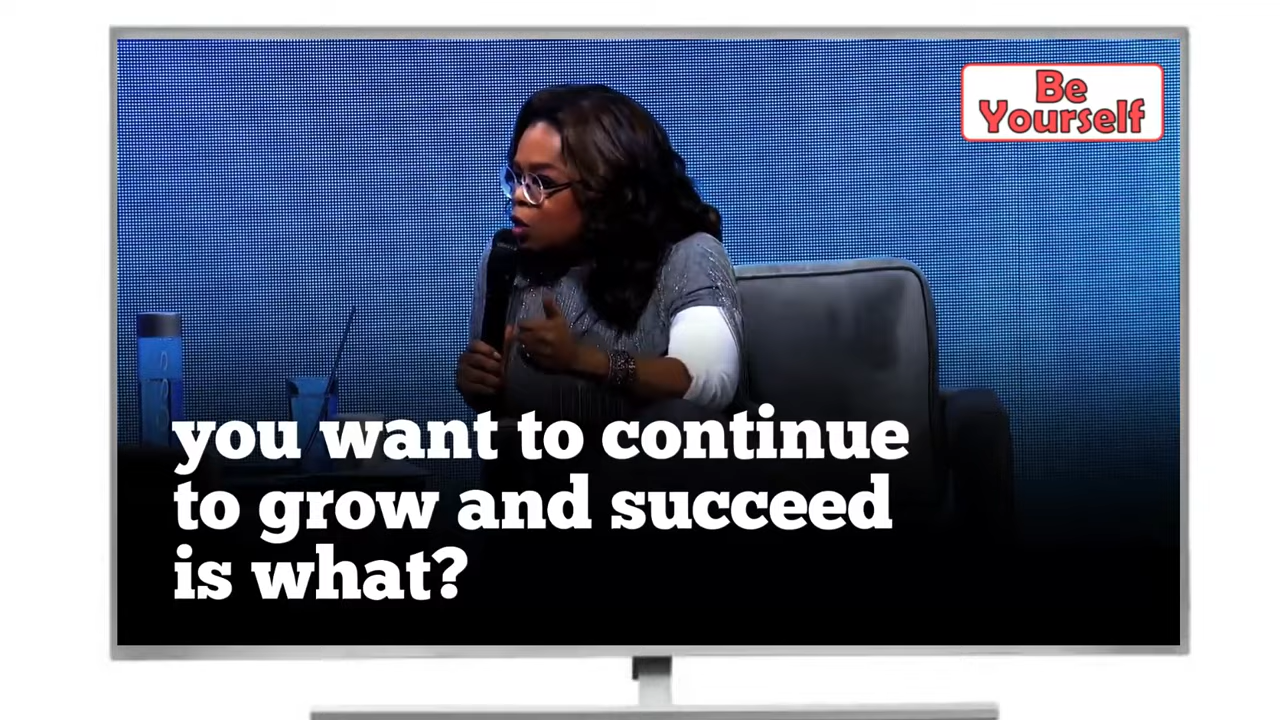 Be
Yourself
you want to continue
to grow and succeed
is what?